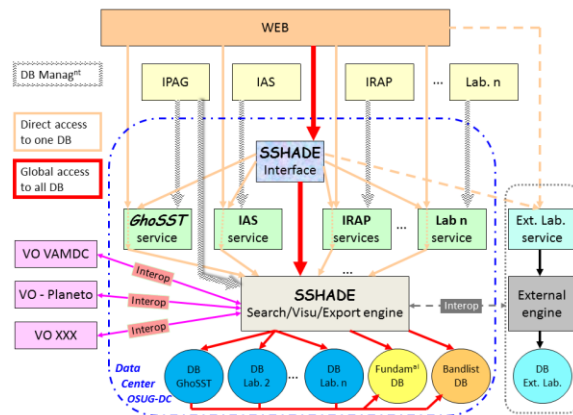 WEB
DB Managnt
IPAG
IAS
IRAP
...
Lab. n
Direct access
to one DB
Global access
to all DB
SSHADE
Interface
GhoSST
service
IAS
service
IRAP
services
...
Lab n
service
Ext. Lab.
service
VO VAMDC
VO - Planeto
VO XXX
Interop
Interop
Interop
...
SSHADE
Search/Visu/Export engine
Interop
External
engine
Data
Center
OSUG-DC
DB
GhoSST
DB
Lab. 2
...
DB
Lab. n
Fundamal
DB
Bandlist
DB
DB
Ext. Lab.